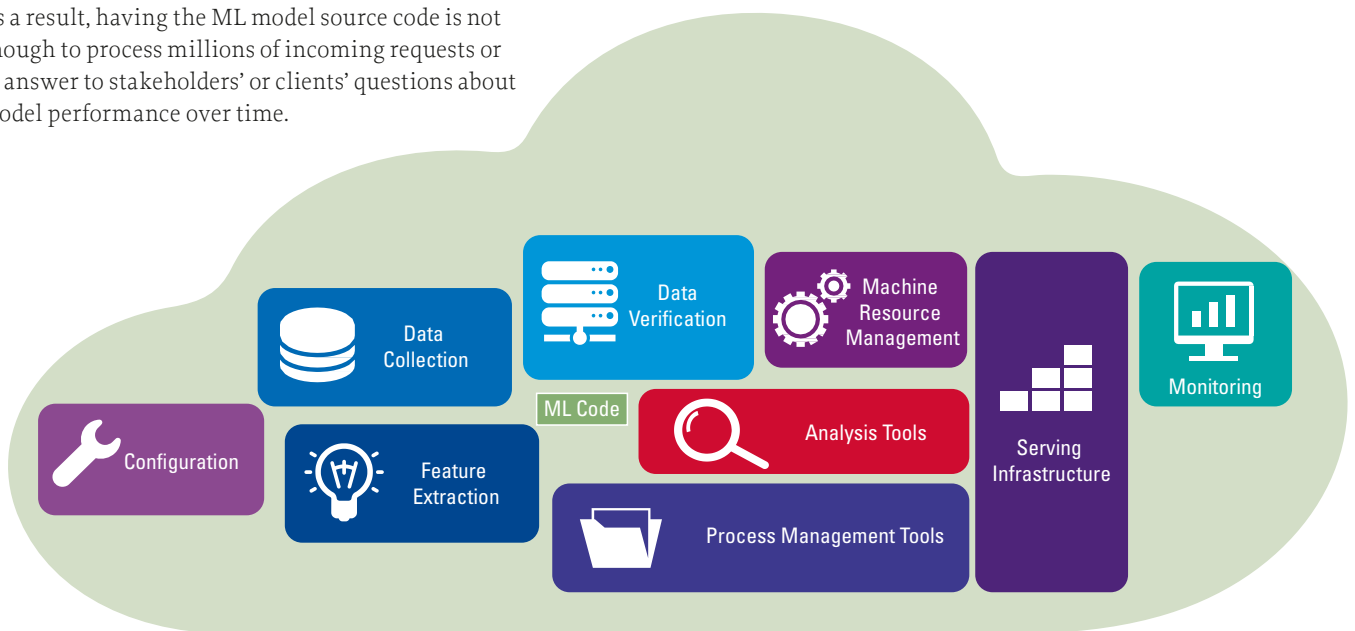 s a result, having the ML model source code is not
ough to process millions of incoming requests or
answer to stakeholders’ or clients’ questions about
odel performance over time.
Data
Verification
Machine
Resource
Management
Data
Collection
Monitoring
ML Code
Analysis Tools
Configuration
Feature
Extraction
Serving
Infrastructure
Process Management Tools